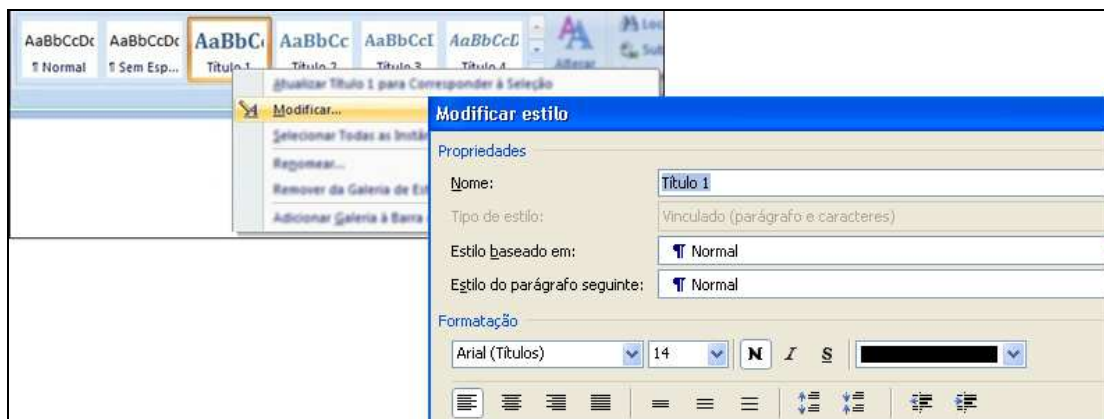 AaBbCcDc AaBbCcDc AaBbC AaBbCc AaBbCcI AaBbCcD
¶ Normal ¶ Sem Esp... Título 1 Título 2 Título 3 Título 4 Alterar
Atualizar Título 1 para Corresponder à Seleção
Modificar...
Selecionar Todas as
Renomear...
Remover da Galeria de
Adicionar Galeria à Barra
Modificar estilo
Propriedades
Nome: Título 1
Tipo de estilo: Vinculado (parágrafo e caracteres)
Estilo baseado em: ¶ Normal
Estilo do parágrafo seguinte: ¶ Normal
Formatação
Arial (Títulos) 14 N I S